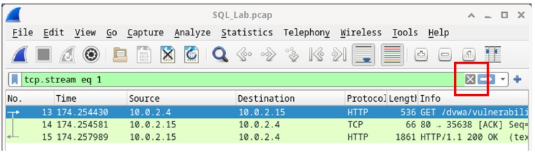 SQL_Lab.pcap
File Edit View Go Capture Analyze Statistics Telephony Wireless Tools Help
tcp.stream eq 1
No. Time Source Destination Protocol Length Info
13 174.254430 10.0.2.4 10.0.2.15 HTTP 536 GET /dvwa/vulnerabili
14 174.254581 10.0.2.15 10.0.2.4 TCP 66 80 → 35638 [ACK] Seq=
15 174.257989 10.0.2.15 10.0.2.4 HTTP 1861 HTTP/1.1 200 OK (tex